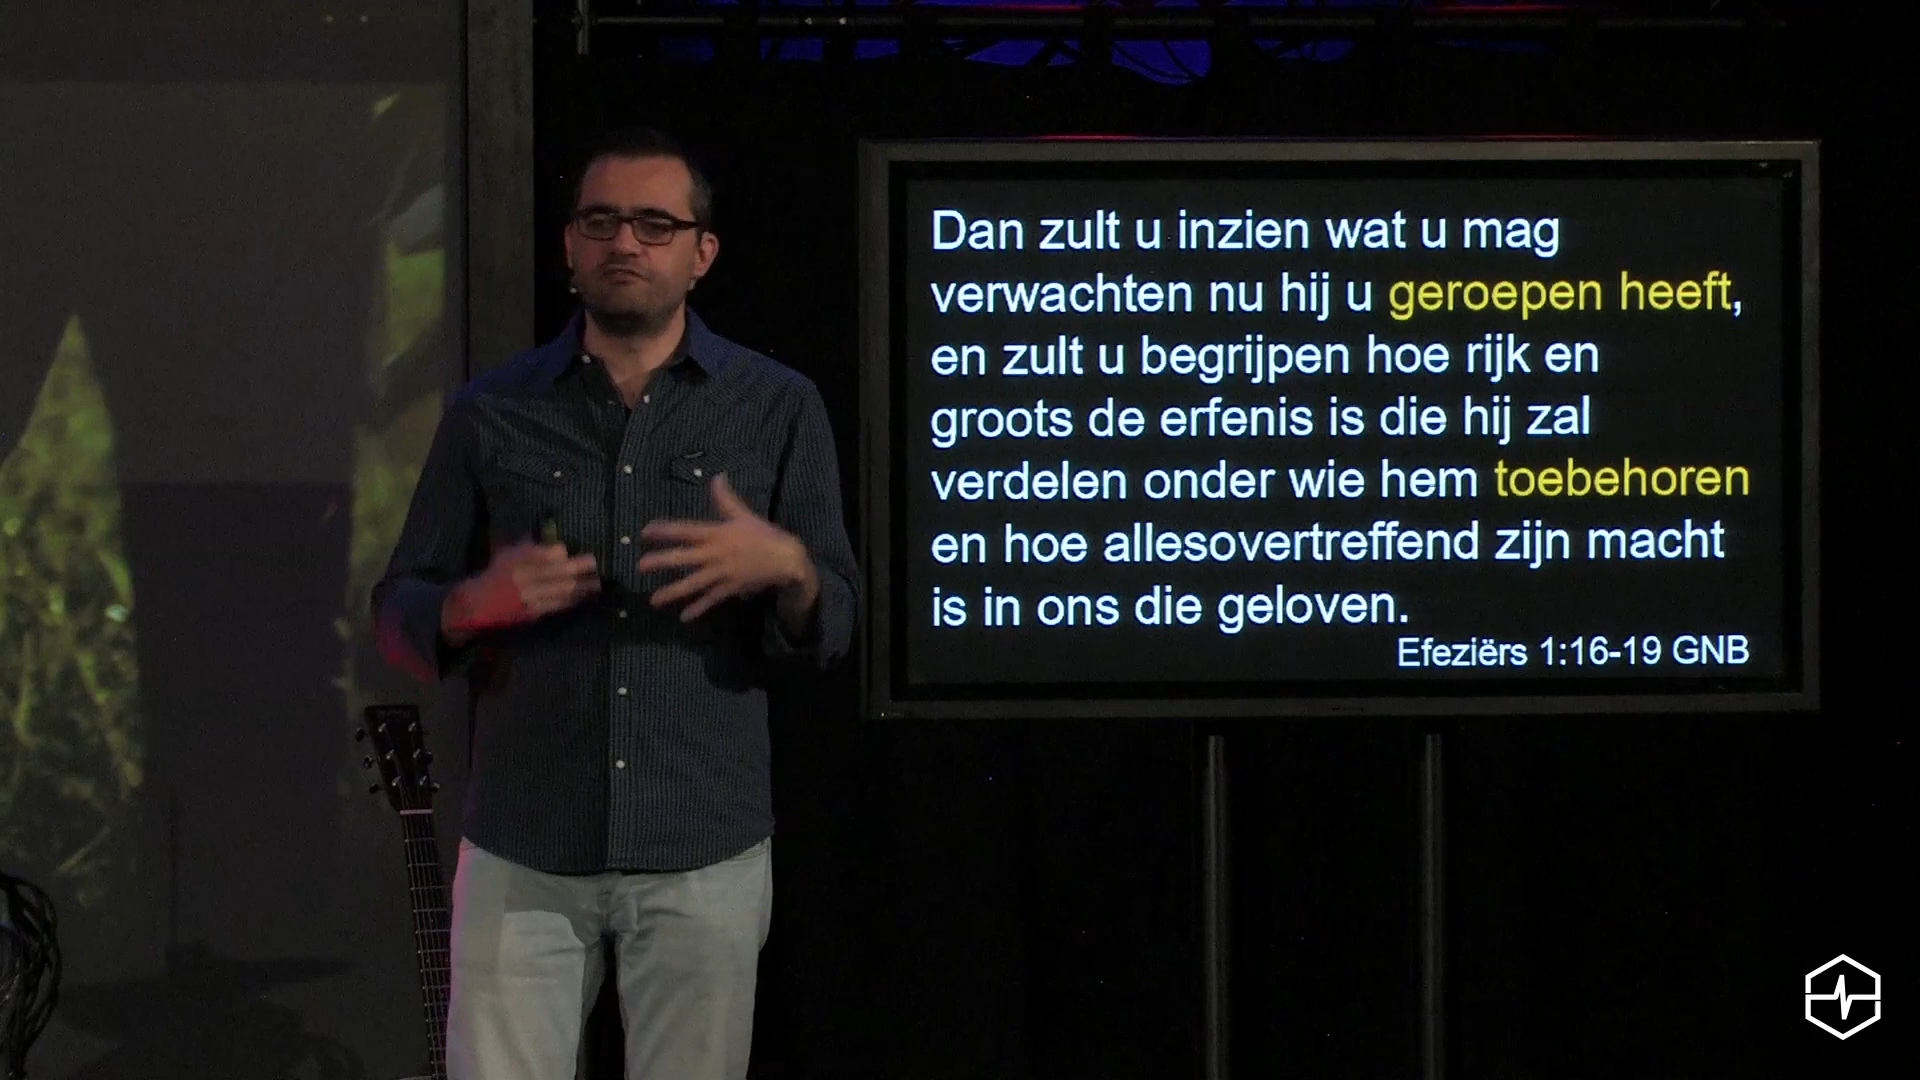 Dan zult u inzien wat u mag
verwachten nu hij u geroepen heeft,
en zult u begrijpen hoe rijk en
groots de erfenis is die hij zal
verdelen onder wie hem toebehoren
en hoe allesovertreffend zijn macht
is in ons die geloven.
Efeziërs 1:16-19 GNB